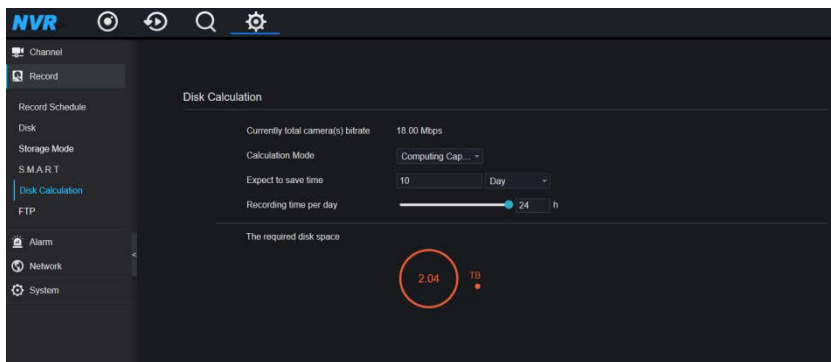 NVR
Channel
Record
Record Schedule
Disk
Storage Mode
S.M.A.R.T
Disk Calculation
FTP
Alarm
Network
System
<
Disk Calculation
Currently total camera(s) bitrate 18.00 Mbps
Calculation Mode Computing Cap...
Expect to save time 10 Day
Recording time per day 24 h
The required disk space
2.04 TB